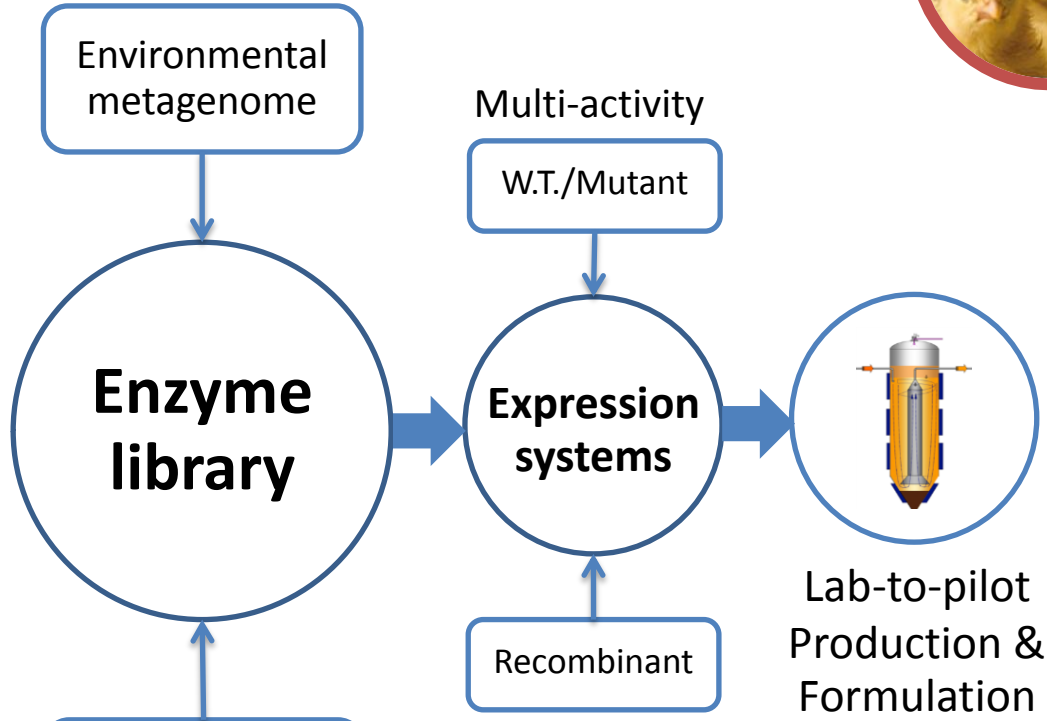 Environmental
metagenome
Multi-activity
W.T./Mutant
Enzyme
library
Expression
systems
Recombinant
Lab-to-pilot
Production &
Formulation